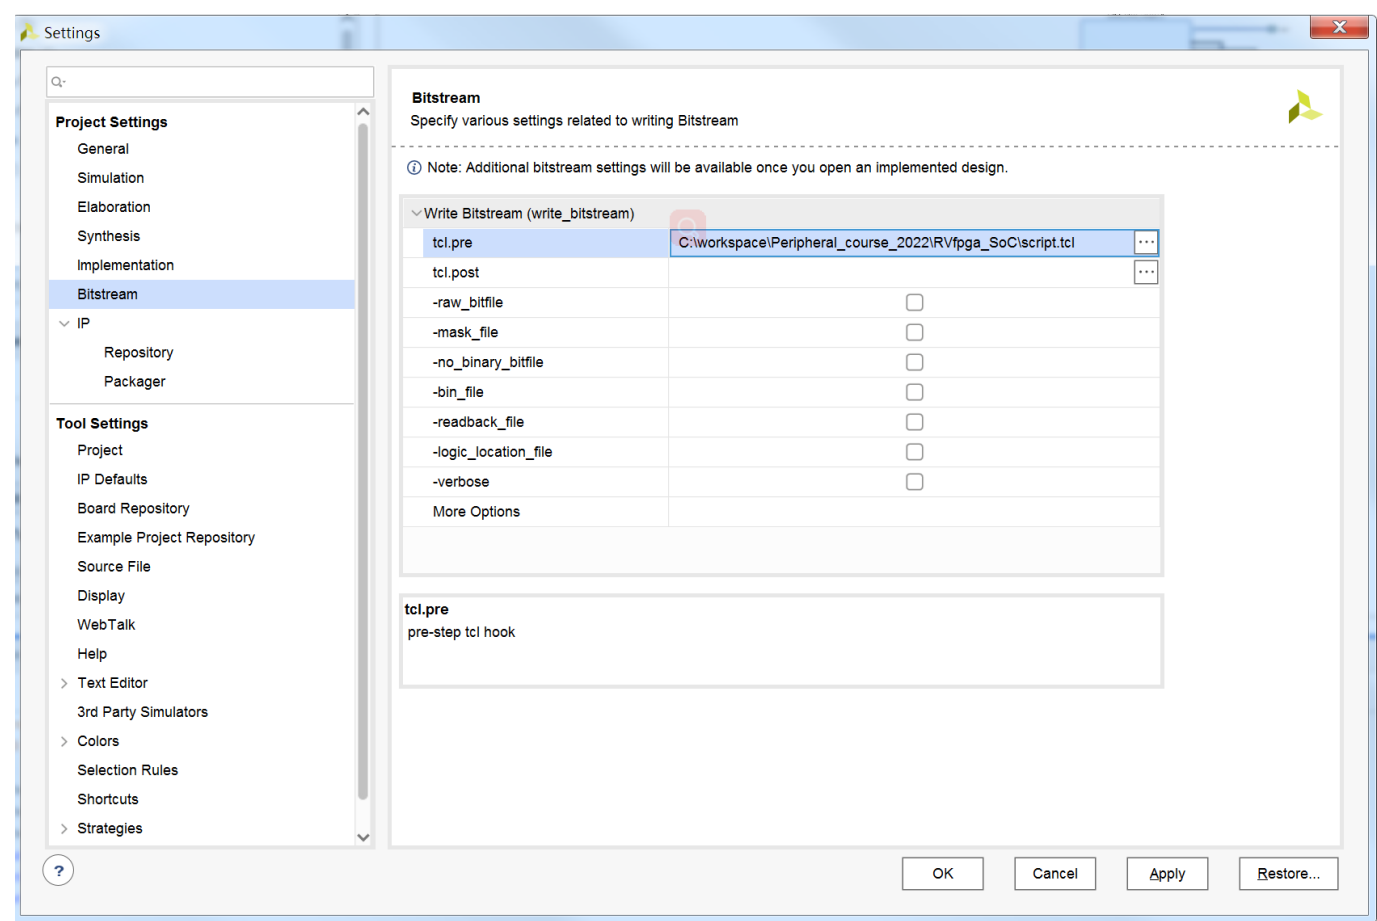 Settings
Project Settings
General
Simulation
Elaboration
Synthesis
Implementation
Bitstream
IP
Repository
Packager
Tool Settings
Project
IP Defaults
Board Repository
Example Project Repository
Source File
Display
WebTalk
Help
Text Editor
3rd Party Simulators
Colors
Selection Rules
Shortcuts
Strategies
Bitstream
Specify various settings related to writing Bitstream
Note: Additional bitstream settings will be available once you open an implemented design.
Write Bitstream (write_bitstream)
tcl.pre C:\workspace\Peripheral_course_2022\RVfpga_SoC\script.tcl ...
tcl.post ...
-raw_bitfile
-mask_file
-no_binary_bitfile
-bin_file
-readback_file
-logic_location_file
-verbose
More Options
tcl.pre
pre-step tcl hook
? OK Cancel Apply Restore...